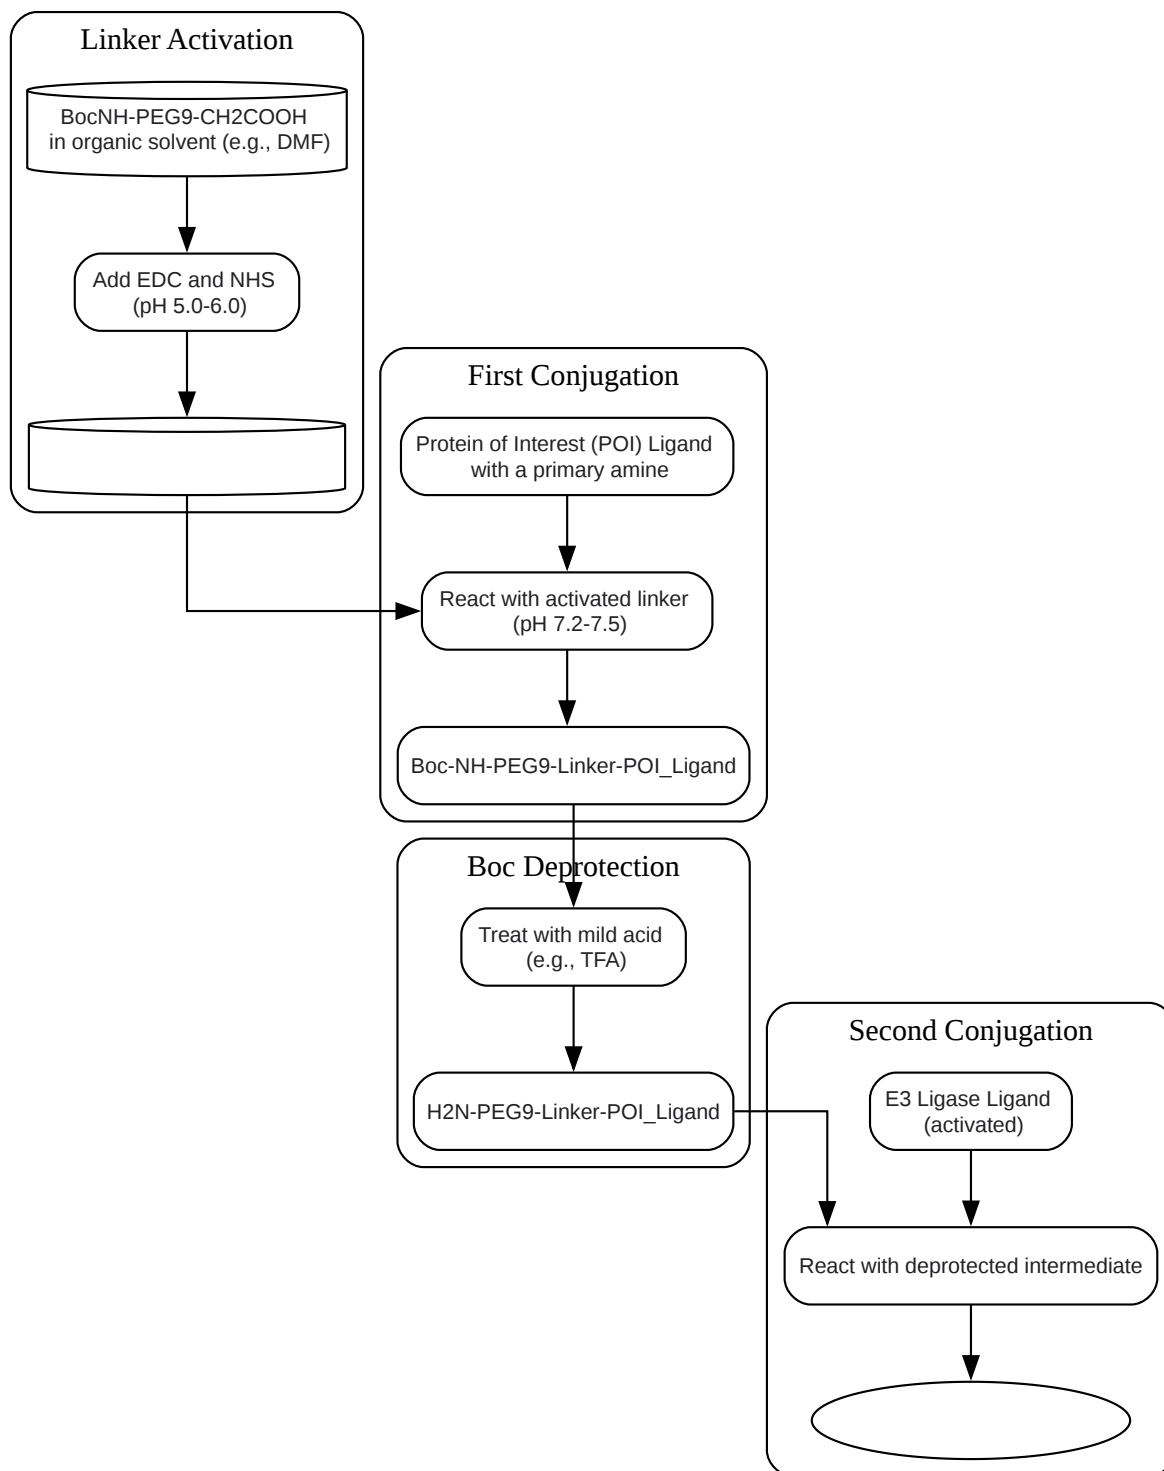 Linker Activation
BocNH-PEG9-CH2COOH
in organic solvent (e.g., DMF)
Add EDC and NHS
(pH 5.0-6.0)
First Conjugation
Protein of Interest (POI) Ligand
with a primary amine
React with activated linker
(pH 7.2-7.5)
Boc-NH-PEG9-Linker-POI_Ligand
Boc Deprotection
Treat with mild acid
(e.g., TFA)
H2N-PEG9-Linker-POI_Ligand
Second Conjugation
E3 Ligase Ligand
(activated)
React with deprotected intermediate